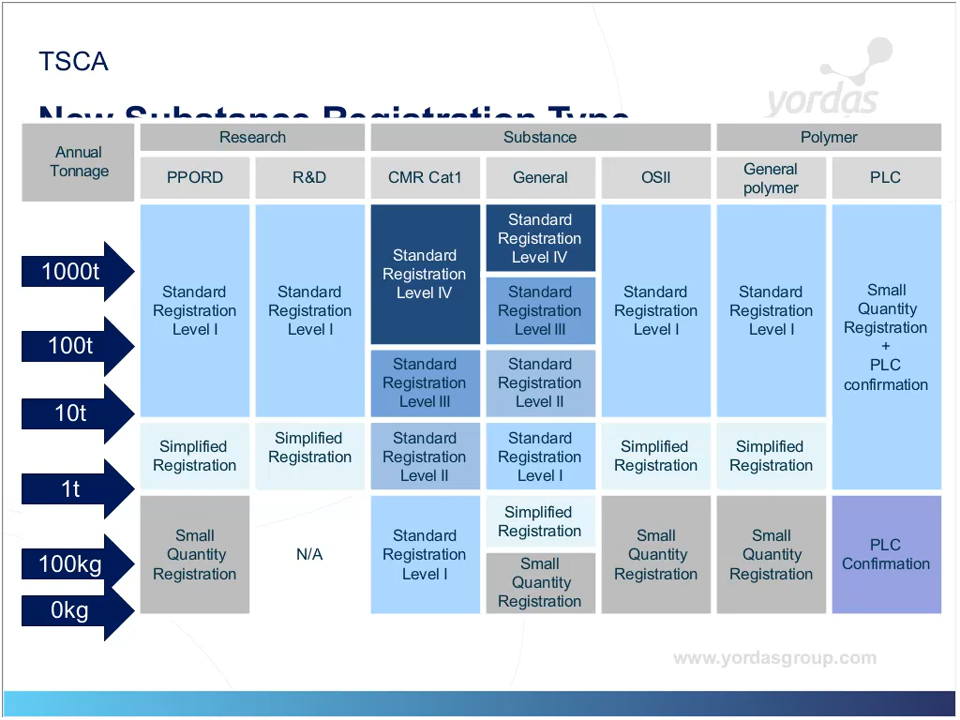 TSCA
New Substance Registration Type
yordas
Annual
Tonnage
Research
Substance
Polymer
PPORD
R&D
CMR Cat1
General
OSII
General
polymer
PLC
1000t
100t
10t
1t
100kg
0kg
Standard
Registration
Level I
Simplified
Registration
Small
Quantity
Registration
Standard
Registration
Level I
Simplified
Registration
N/A
Standard
Registration
Level IV
Standard
Registration
Level III
Standard
Registration
Level II
Standard
Registration
Level I
Standard
Registration
Level IV
Standard
Registration
Level III
Standard
Registration
Level II
Standard
Registration
Level I
Simplified
Registration
Small
Quantity
Registration
Standard
Registration
Level I
Simplified
Registration
Small
Quantity
Registration
Standard
Registration
Level I
Simplified
Registration
Small
Quantity
Registration
Small
Quantity
Registration
+
PLC
confirmation
PLC
Confirmation
www.yordasgroup.com